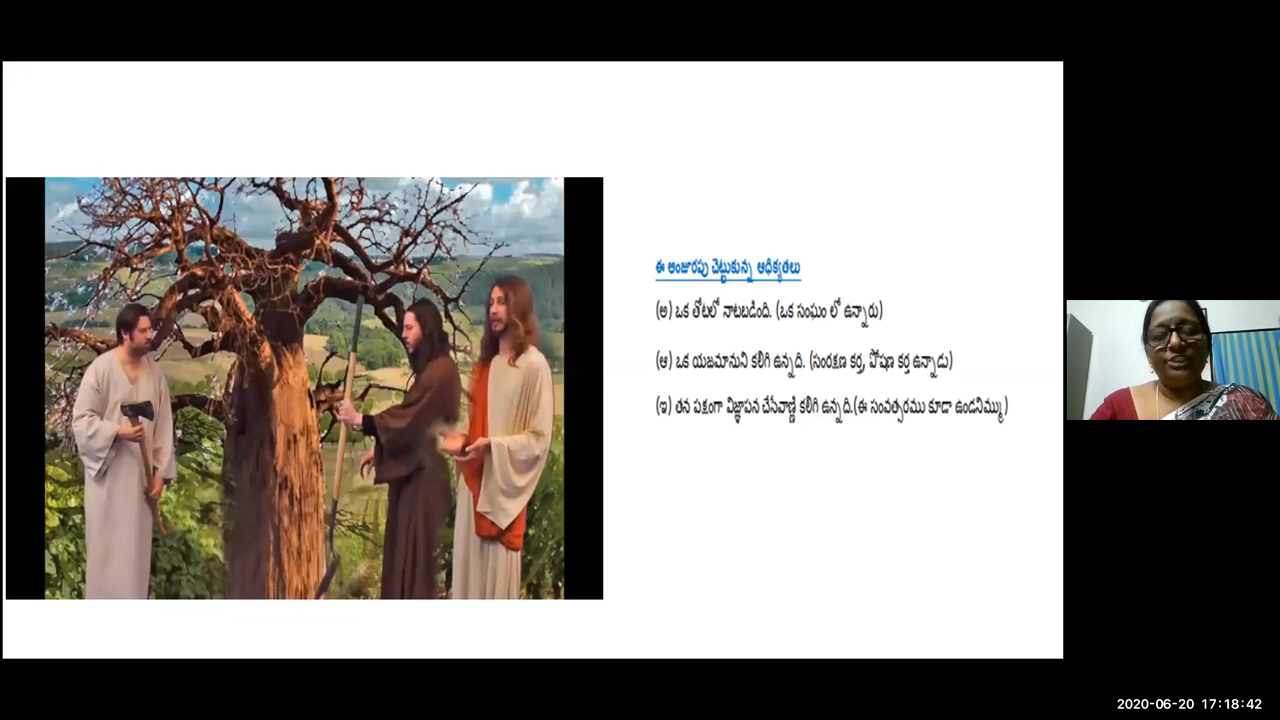 ఈ అంజురపు చెట్టుకున్న ఆధిక్యతలు
(అ) ఒక తోటలో నాటబడింది. (ఒక సంఘం లో ఉన్నారు)
(ఆ) ఒక యజమానుని కలిగి ఉన్నది. (సంరక్షణ కర్త, పోషణ కర్త ఉన్నాడు)
(ఇ) తన పక్షంగా విజ్ఞాపన చేసేవాణ్ణి కలిగి ఉన్నది.(ఈ సంవత్సరము కూడా ఉండనిమ్ము)
2020-06-20 17:18:42